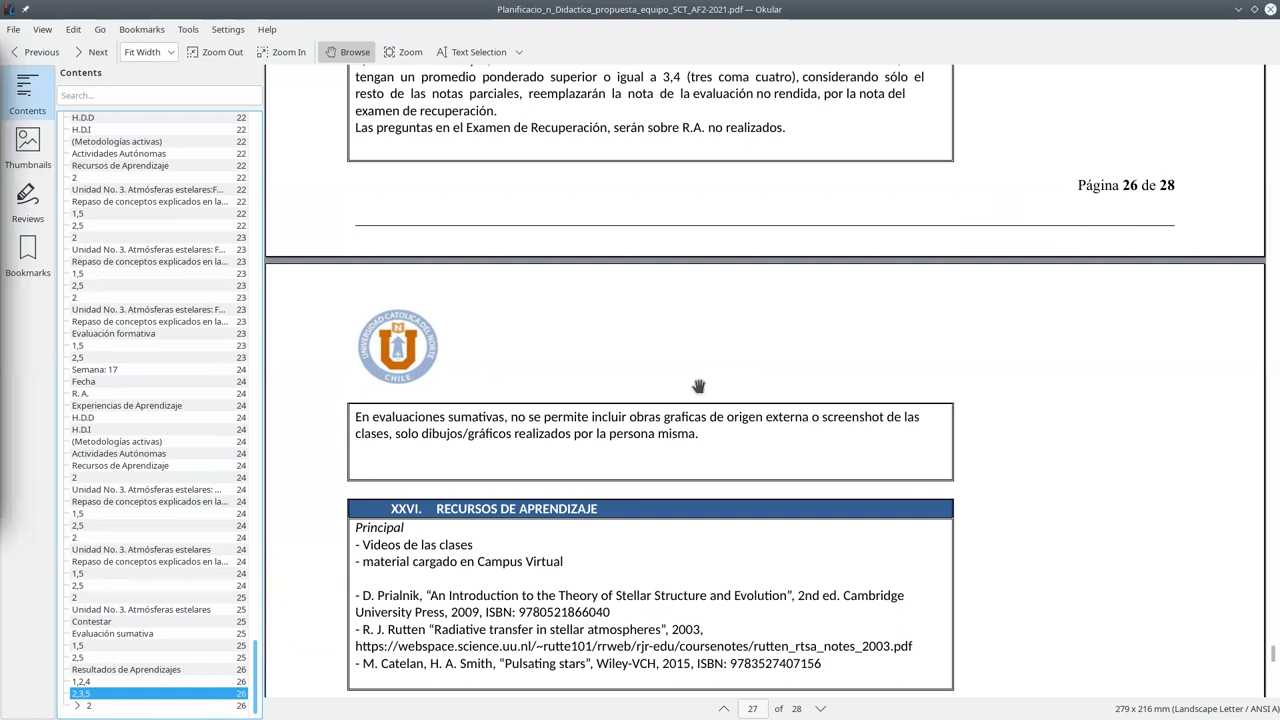 Planificacio_n_Didactica_propuesta_equipo_SCT_AF2-2021.pdf — Okular
File View Edit Go Bookmarks Tools Settings Help
Previous Next Fit Width Zoom Out Zoom In Browse Zoom Text Selection
Contents
Thumbnails
Reviews
Bookmarks
Contents
Search...
H.D.D 22
H.D.I 22
(Metodologías activas) 22
Actividades Autónomas 22
Recursos de Aprendizaje 22
2 22
Unidad No. 3. Atmósferas estelares:F... 22
Repaso de conceptos explicados en la... 22
1,5 22
2,5 22
2 23
Unidad No. 3. Atmósferas estelares: F... 23
Repaso de conceptos explicados en la... 23
1,5 23
2,5 23
2 23
Unidad No. 3. Atmósferas estelares: F... 23
Repaso de conceptos explicados en la... 23
Evaluación formativa 23
1,5 23
2,5 23
Semana: 17 24
Fecha 24
R. A. 24
Experiencias de Aprendizaje 24
H.D.D 24
H.D.I 24
(Metodologías activas) 24
Actividades Autónomas 24
Recursos de Aprendizaje 24
2 24
Unidad No. 3. Atmósferas estelares: ... 24
Repaso de conceptos explicados en la... 24
1,5 24
2,5 24
2 24
Unidad No. 3. Atmósferas estelares 24
Repaso de conceptos explicados en la... 24
1,5 24
2,5 24
2 25
Unidad No. 3. Atmósferas estelares 25
Contestar 25
Evaluación sumativa 25
1,5 25
2,5 25
Resultados de Aprendizajes 26
1,2,4 26
2,3,5 26
2 26
tengan un promedio ponderado superior o igual a 3,4 (tres coma cuatro), considerando sólo el
resto de las notas parciales, reemplazarán la nota de la evaluación no rendida, por la nota del
examen de recuperación.
Las preguntas en el Examen de Recuperación, serán sobre R.A. no realizados.
Página 26 de 28
UNIVERSIDAD CATOLICA DEL NORTE
N
CHILE
En evaluaciones sumativas, no se permite incluir obras graficas de origen externa o screenshot de las
clases, solo dibujos/gráficos realizados por la persona misma.
XXVI. RECURSOS DE APRENDIZAJE
Principal
- Videos de las clases
- material cargado en Campus Virtual
- D. Prialnik, “An Introduction to the Theory of Stellar Structure and Evolution”, 2nd ed. Cambridge
University Press, 2009, ISBN: 9780521866040
- R. J. Rutten “Radiative transfer in stellar atmospheres”, 2003,
https://webspace.science.uu.nl/~rutte101/rrweb/rjr-edu/coursenotes/rutten_rtsa_notes_2003.pdf
- M. Catelan, H. A. Smith, “Pulsating stars”, Wiley-VCH, 2015, ISBN: 9783527407156
27 of 28
279 x 216 mm (Landscape Letter / ANSI A)